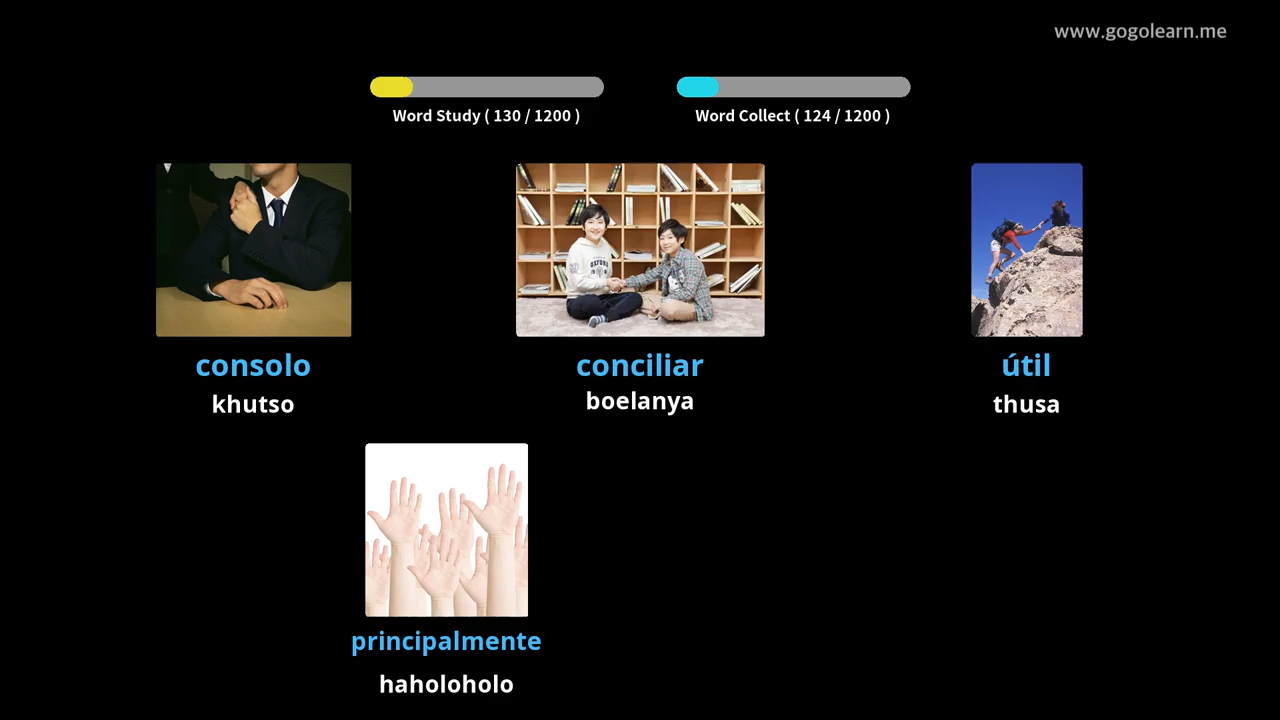 www.gogolearn.me
Word Study ( 130 / 1200 )
Word Collect ( 124 / 1200 )
OXFORD
consolo
khutso
conciliar
boelanya
útil
thusa
principalmente
haholoholo